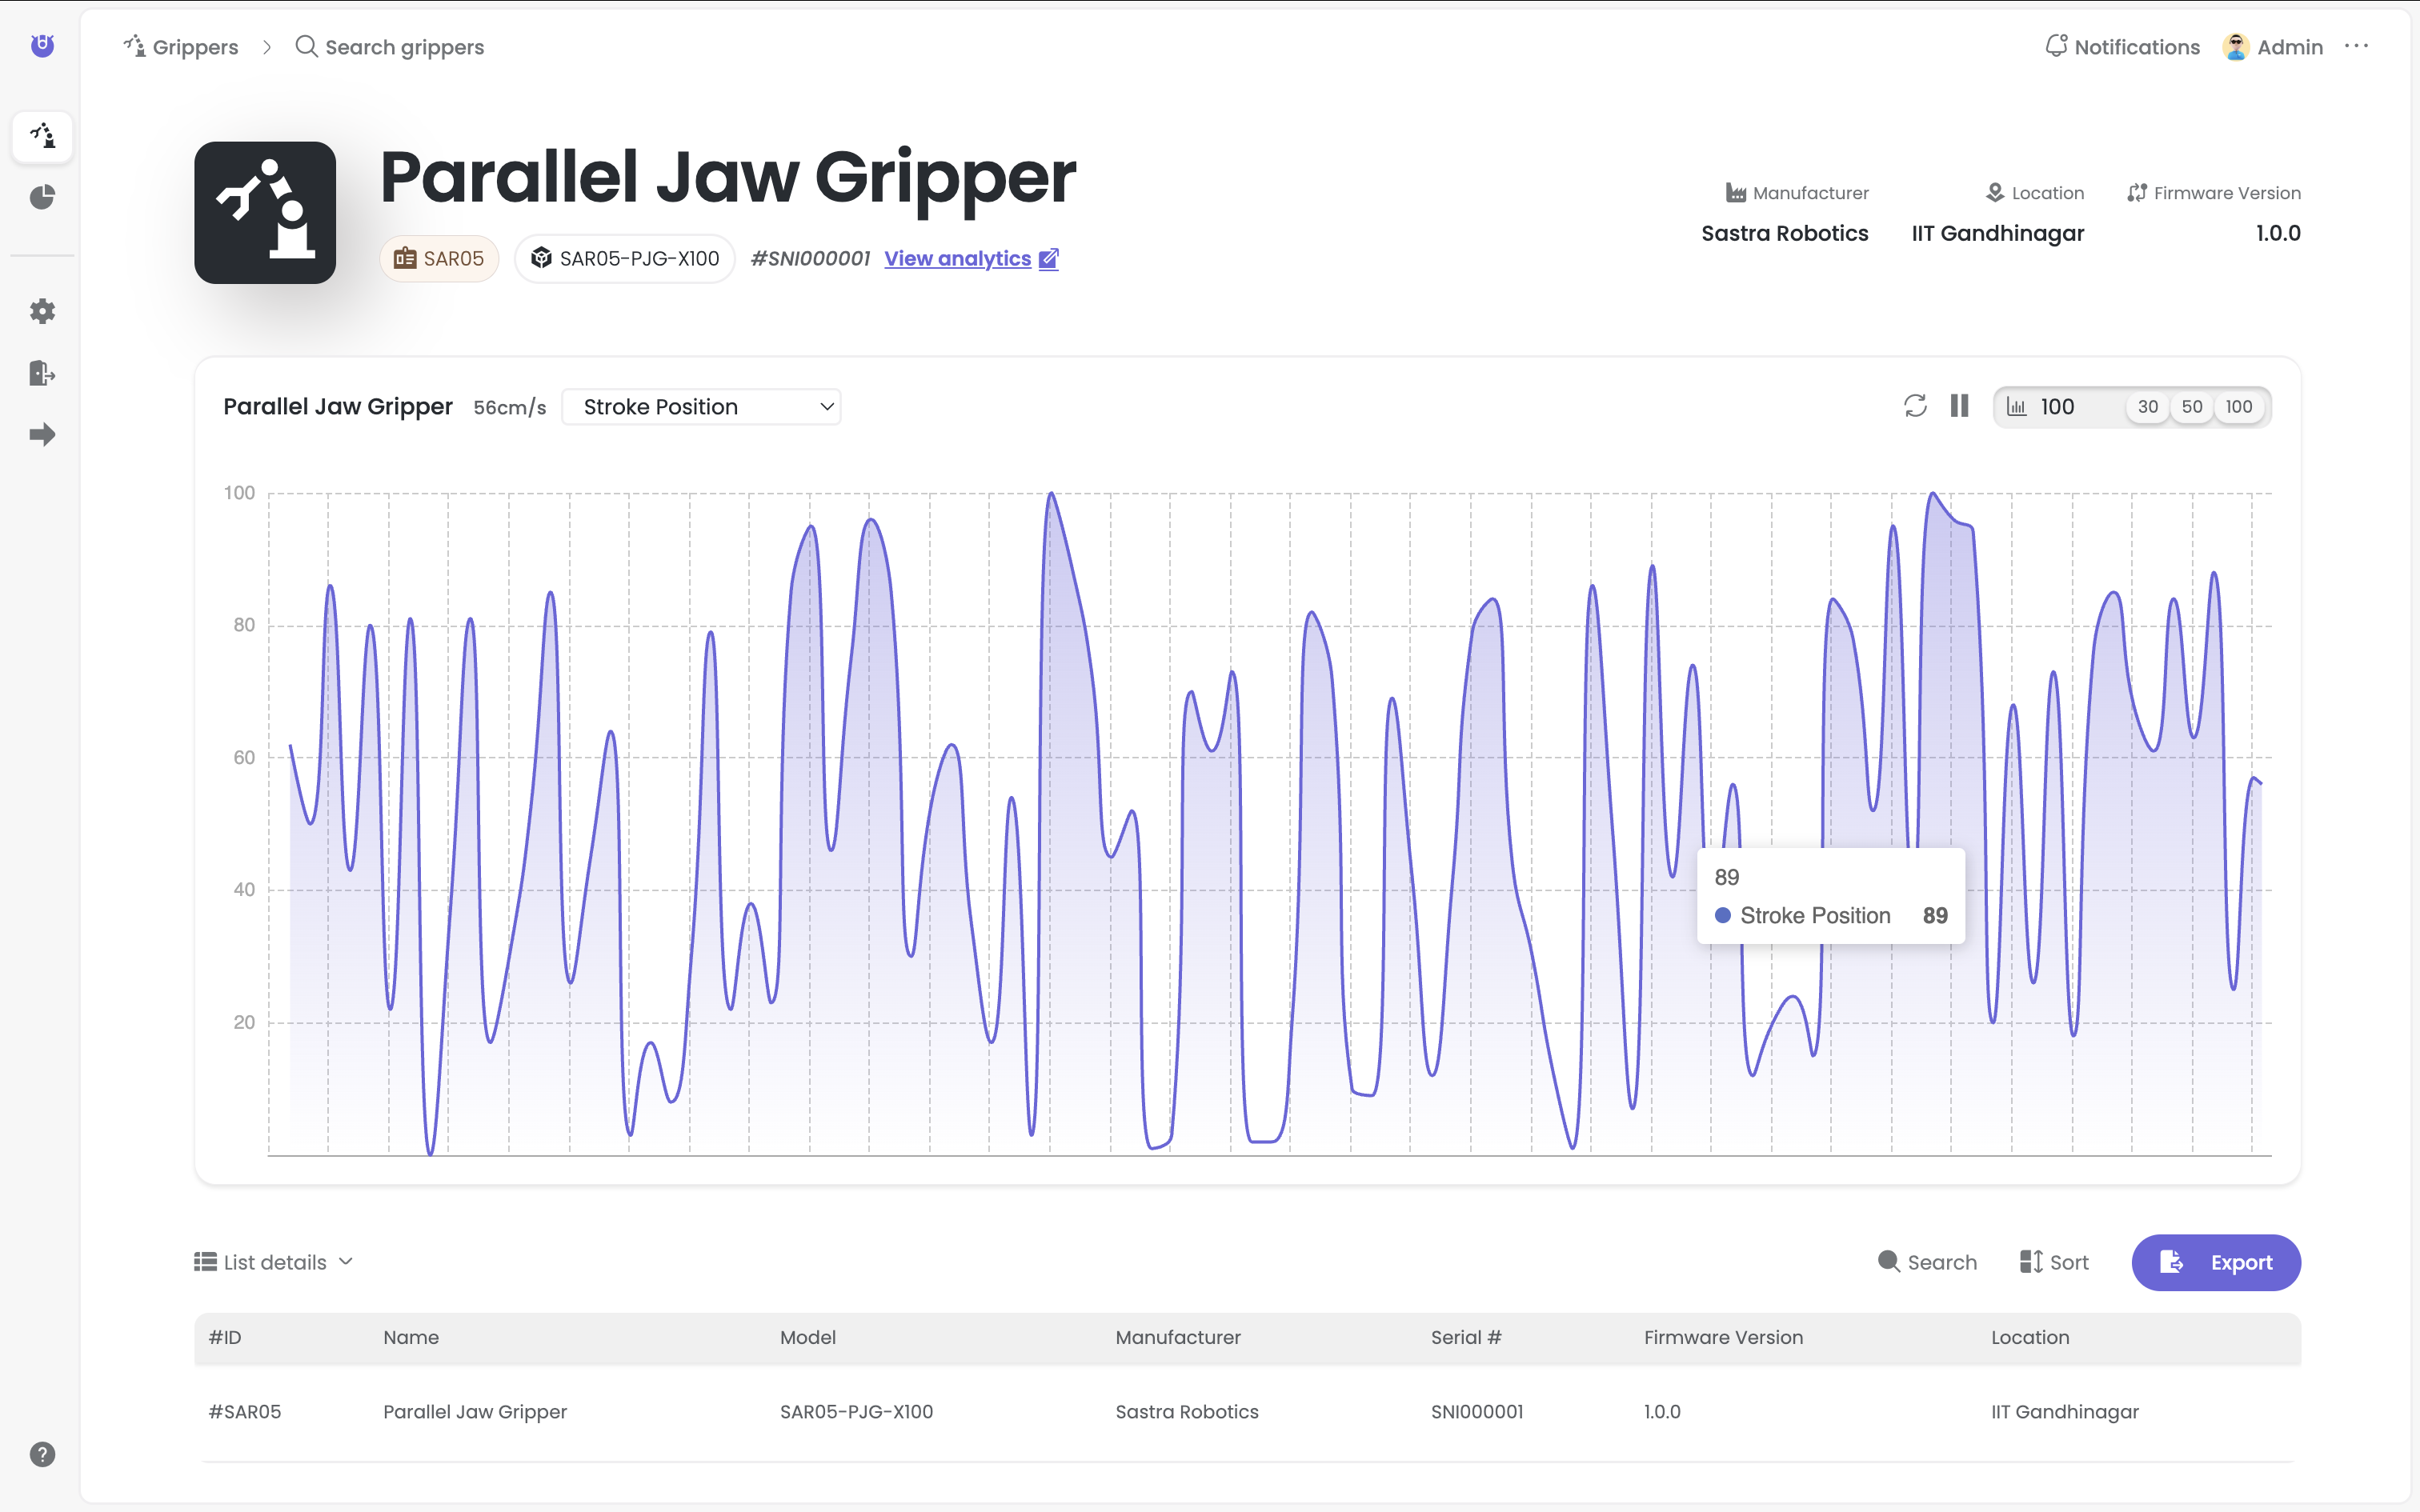 Grippers
Search grippers
Notifications
Admin
Parallel Jaw Gripper
SAR05
SAR05-PJG-X100
#SNI000001
View analytics
Manufacturer
Sastra Robotics
Location
IIT Gandhinagar
Firmware Version
1.0.0
Parallel Jaw Gripper
56cm/s
Stroke Position
100
30
50
100
100
80
60
40
20
89
Stroke Position 89
List details
Search
Sort
Export
#ID Name Model Manufacturer Serial # Firmware Version Location
#SAR05 Parallel Jaw Gripper SAR05-PJG-X100 Sastra Robotics SNI000001 1.0.0 IIT Gandhinagar